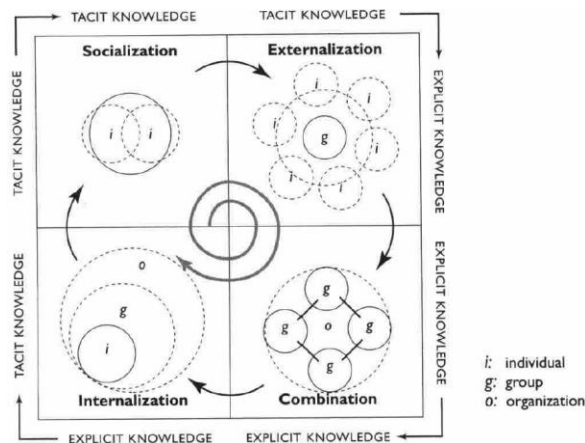 TACIT KNOWLEDGE
TACIT KNOWLEDGE
Socialization
Externalization
TACIT KNOWLEDGE
EXPLICIT KNOWLEDGE
i
i
i
i
i
i
i
i
g
TACIT KNOWLEDGE
EXPLICIT KNOWLEDGE
o
g
i
g
g
o
g
g
Internalization
Combination
EXPLICIT KNOWLEDGE
EXPLICIT KNOWLEDGE
i: individual
g: group
o: organization